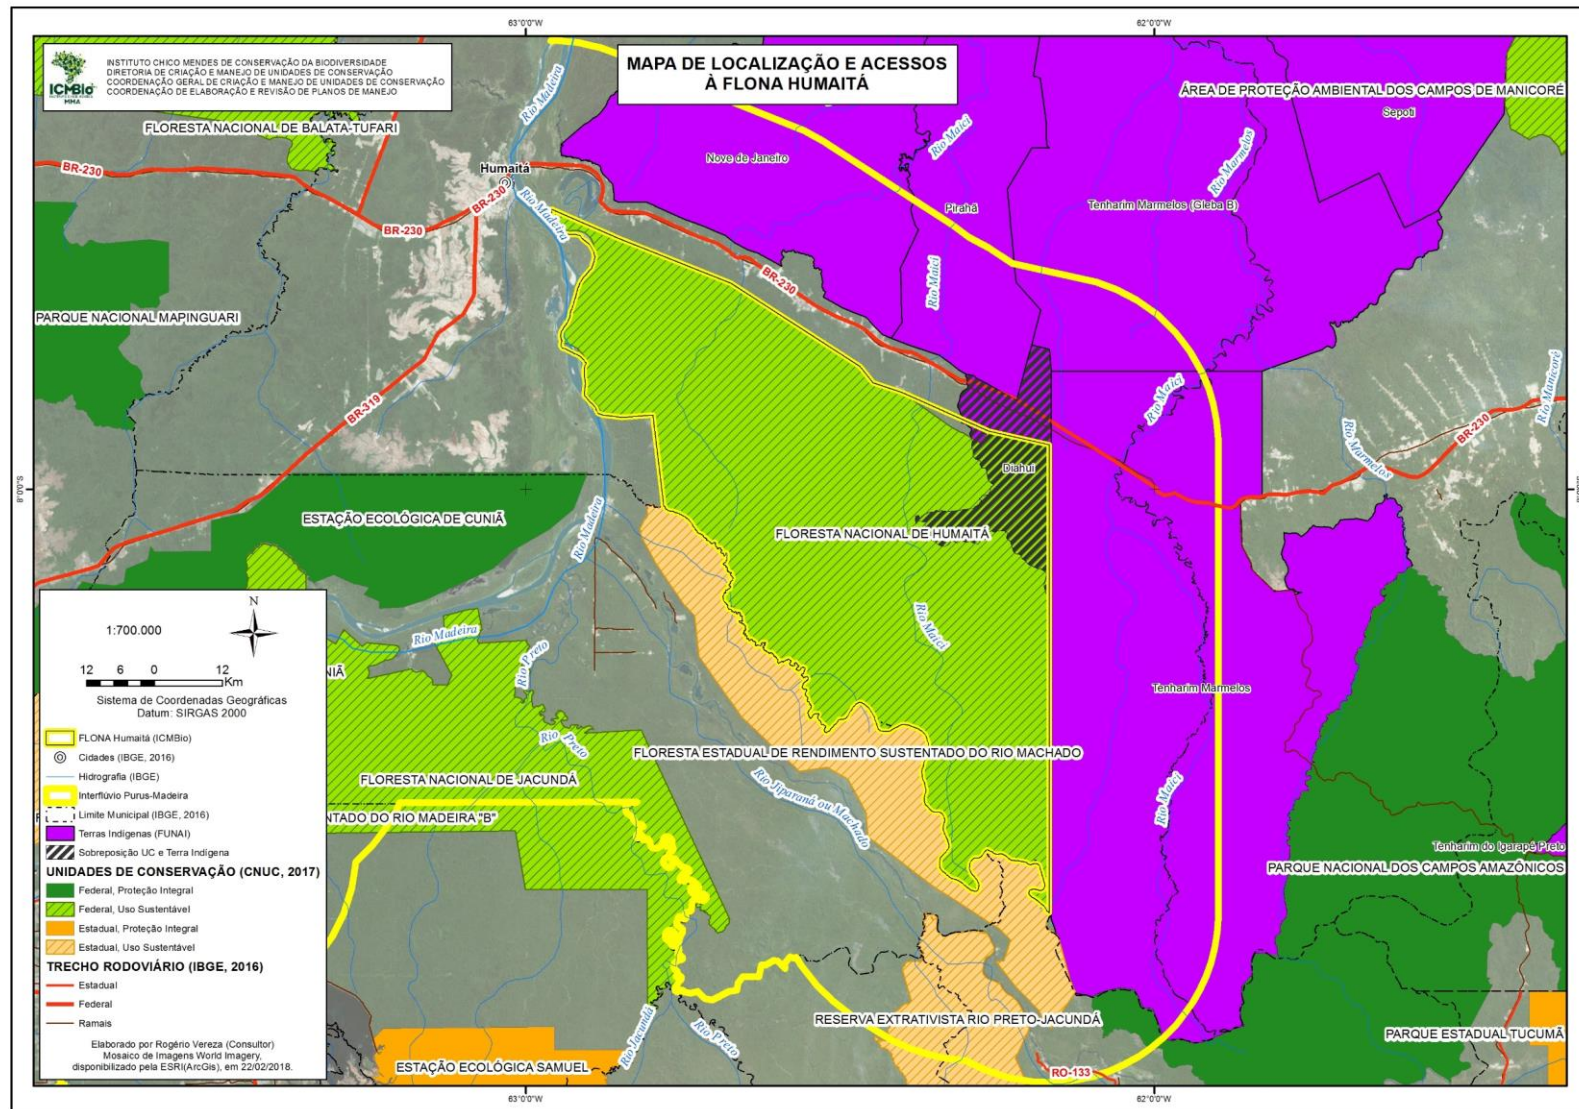 63°0'0"W
62°0'0"W
ICMBio
MMA
INSTITUTO CHICO MENDES DE CONSERVAÇÃO DA BIODIVERSIDADE
DIRETORIA DE CRIAÇÃO E MANEJO DE UNIDADES DE CONSERVAÇÃO
COORDENAÇÃO GERAL DE CRIAÇÃO E MANEJO DE UNIDADES DE CONSERVAÇÃO
COORDENAÇÃO DE ELABORAÇÃO E REVISÃO DE PLANOS DE MANEJO
MAPA DE LOCALIZAÇÃO E ACESSOS
À FLONA HUMAITÁ
Rio Madeira
ÁREA DE PROTEÇÃO AMBIENTAL DOS CAMPOS DE MANICORÉ
Sepoti
FLORESTA NACIONAL DE BALATA-TUFARI
Rio Maici
Rio Marmelos
Nove de Janeiro
BR-230
Humaitá
BR-230
Rio Madeira
Pirahã
Tenharim Marmelos (Gleba B)
BR-230
Rio Maici
BR-230
PARQUE NACIONAL MAPINGUARI
Rio Maici
Rio Manicoré
BR-319
BR-230
Rio Marmelos
Diahui
8°0'0"S
8°0'0"S
ESTAÇÃO ECOLÓGICA DE CUNIÃ
Rio Madeira
FLORESTA NACIONAL DE HUMAITÁ
Rio Maici
Rio Madeira
Rio Preto
NIÃ
Tenharim Marmelos
Rio Preto
FLORESTA ESTADUAL DE RENDIMENTO SUSTENTADO DO RIO MACHADO
FLORESTA NACIONAL DE JACUNDÁ
Rio Jiparaná ou Machado
Rio Maici
F
NTADO DO RIO MADEIRA "B"
Tenharim do Igarapé Preto
PARQUE NACIONAL DOS CAMPOS AMAZÔNICOS
RESERVA EXTRATIVISTA RIO PRETO-JACUNDÁ
Rio Jacundá
Rio Preto
PARQUE ESTADUAL TUCUMÃ
ESTAÇÃO ECOLÓGICA SAMUEL
RO-133
N
1:700.000
12 6 0 12
Km
Sistema de Coordenadas Geográficas
Datum: SIRGAS 2000
FLONA Humaitá (ICMBio)
Cidades (IBGE, 2016)
Hidrografia (IBGE)
Interflúvio Purus-Madeira
Limite Municipal (IBGE, 2016)
Terras Indígenas (FUNAI)
Sobreposição UC e Terra Indígena
UNIDADES DE CONSERVAÇÃO (CNUC, 2017)
Federal, Proteção Integral
Federal, Uso Sustentável
Estadual, Proteção Integral
Estadual, Uso Sustentável
TRECHO RODOVIÁRIO (IBGE, 2016)
Estadual
Federal
Ramais
Elaborado por Rogério Vereza (Consultor)
Mosaico de Imagens World Imagery,
disponibilizado pela ESRI(ArcGis), em 22/02/2018.
63°0'0"W
62°0'0"W